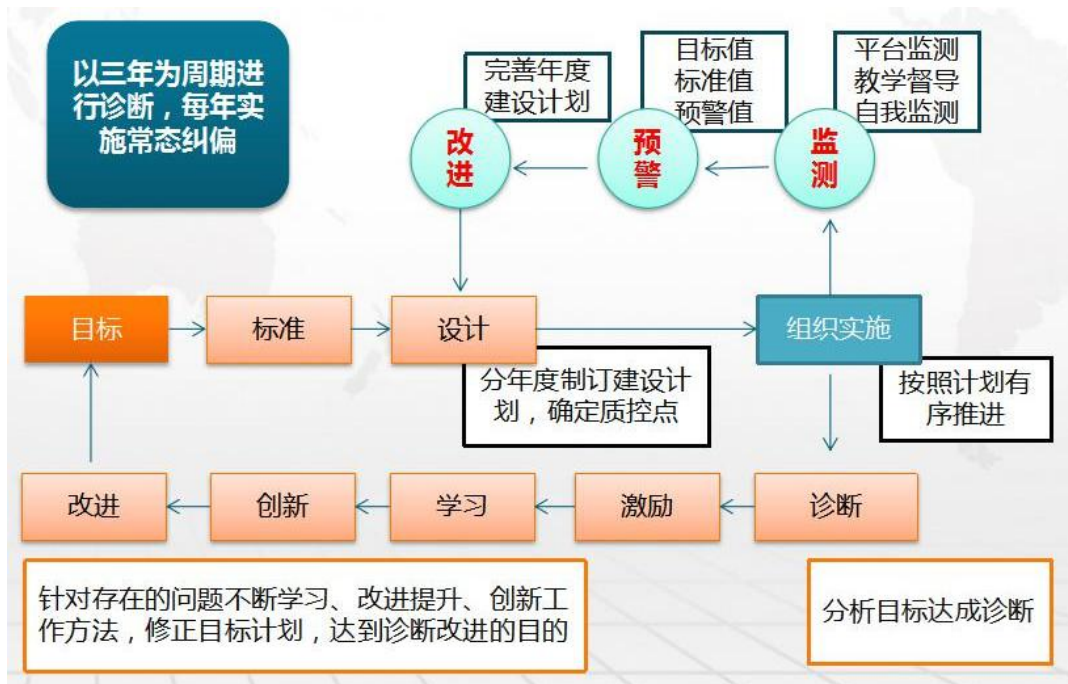 以三年为周期进
行诊断，每年实
施常态纠偏
完善年度
建设计划
目标值
标准值
预警值
平台监测
教学督导
自我监测
改
进
预
警
监
测
目标
标准
设计
组织实施
分年度制订建设计
划，确定质控点
按照计划有
序推进
改进
创新
学习
激励
诊断
针对存在的问题不断学习、改进提升、创新工
作方法，修正目标计划，达到诊断改进的目的
分析目标达成诊断